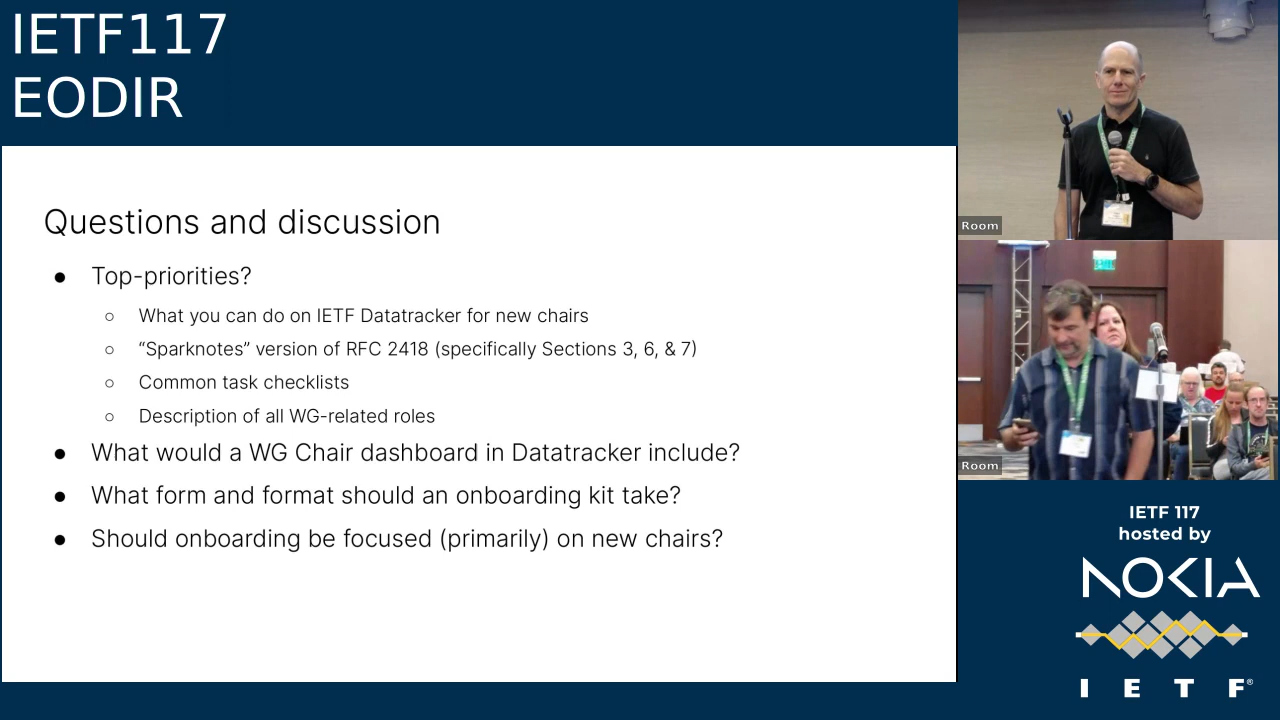 IETF117
EODIR
Questions and discussion
● Top-priorities?
○ What you can do on IETF Datatracker for new chairs
○ “Sparknotes” version of RFC 2418 (specifically Sections 3, 6, & 7)
○ Common task checklists
○ Description of all WG-related roles
● What would a WG Chair dashboard in Datatracker include?
● What form and format should an onboarding kit take?
● Should onboarding be focused (primarily) on new chairs?
Room
Room
IETF 117
hosted by
NOKIA
I E T F®